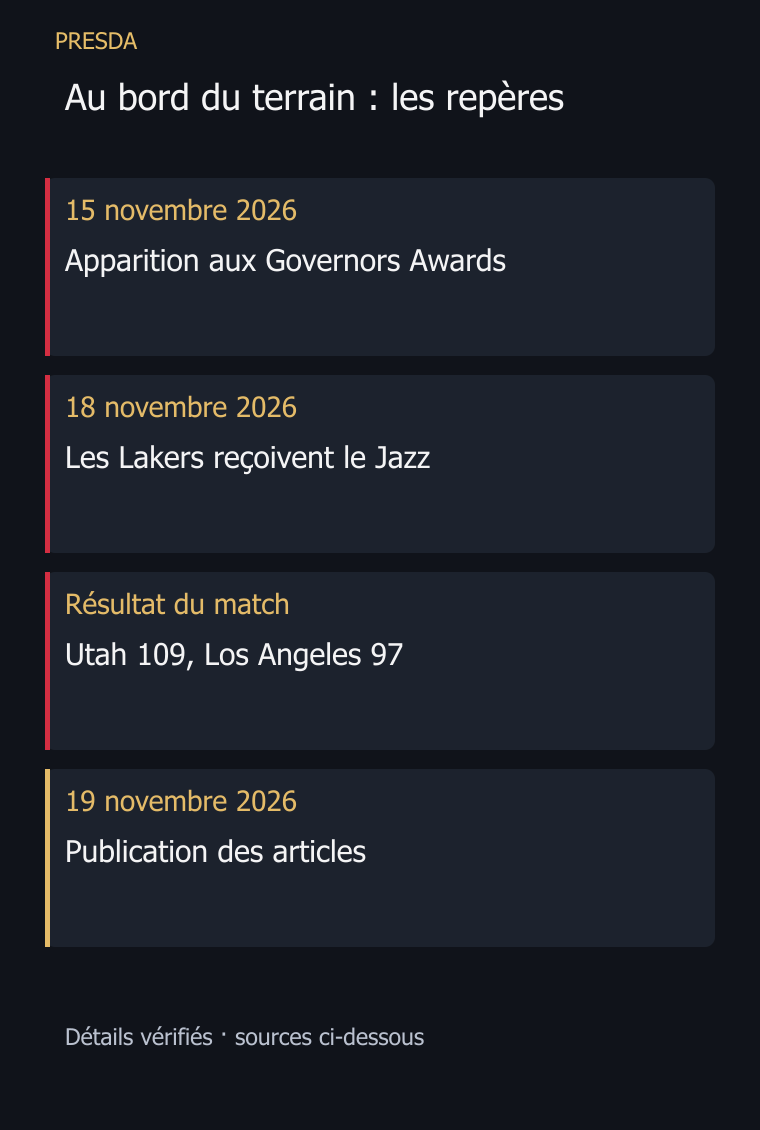 PRESDA
Au bord du terrain : les repères
15 novembre 2026
Apparition aux Governors Awards
18 novembre 2026
Les Lakers reçoivent le Jazz
Résultat du match
Utah 109, Los Angeles 97
19 novembre 2026
Publication des articles
Détails vérifiés · sources ci-dessous